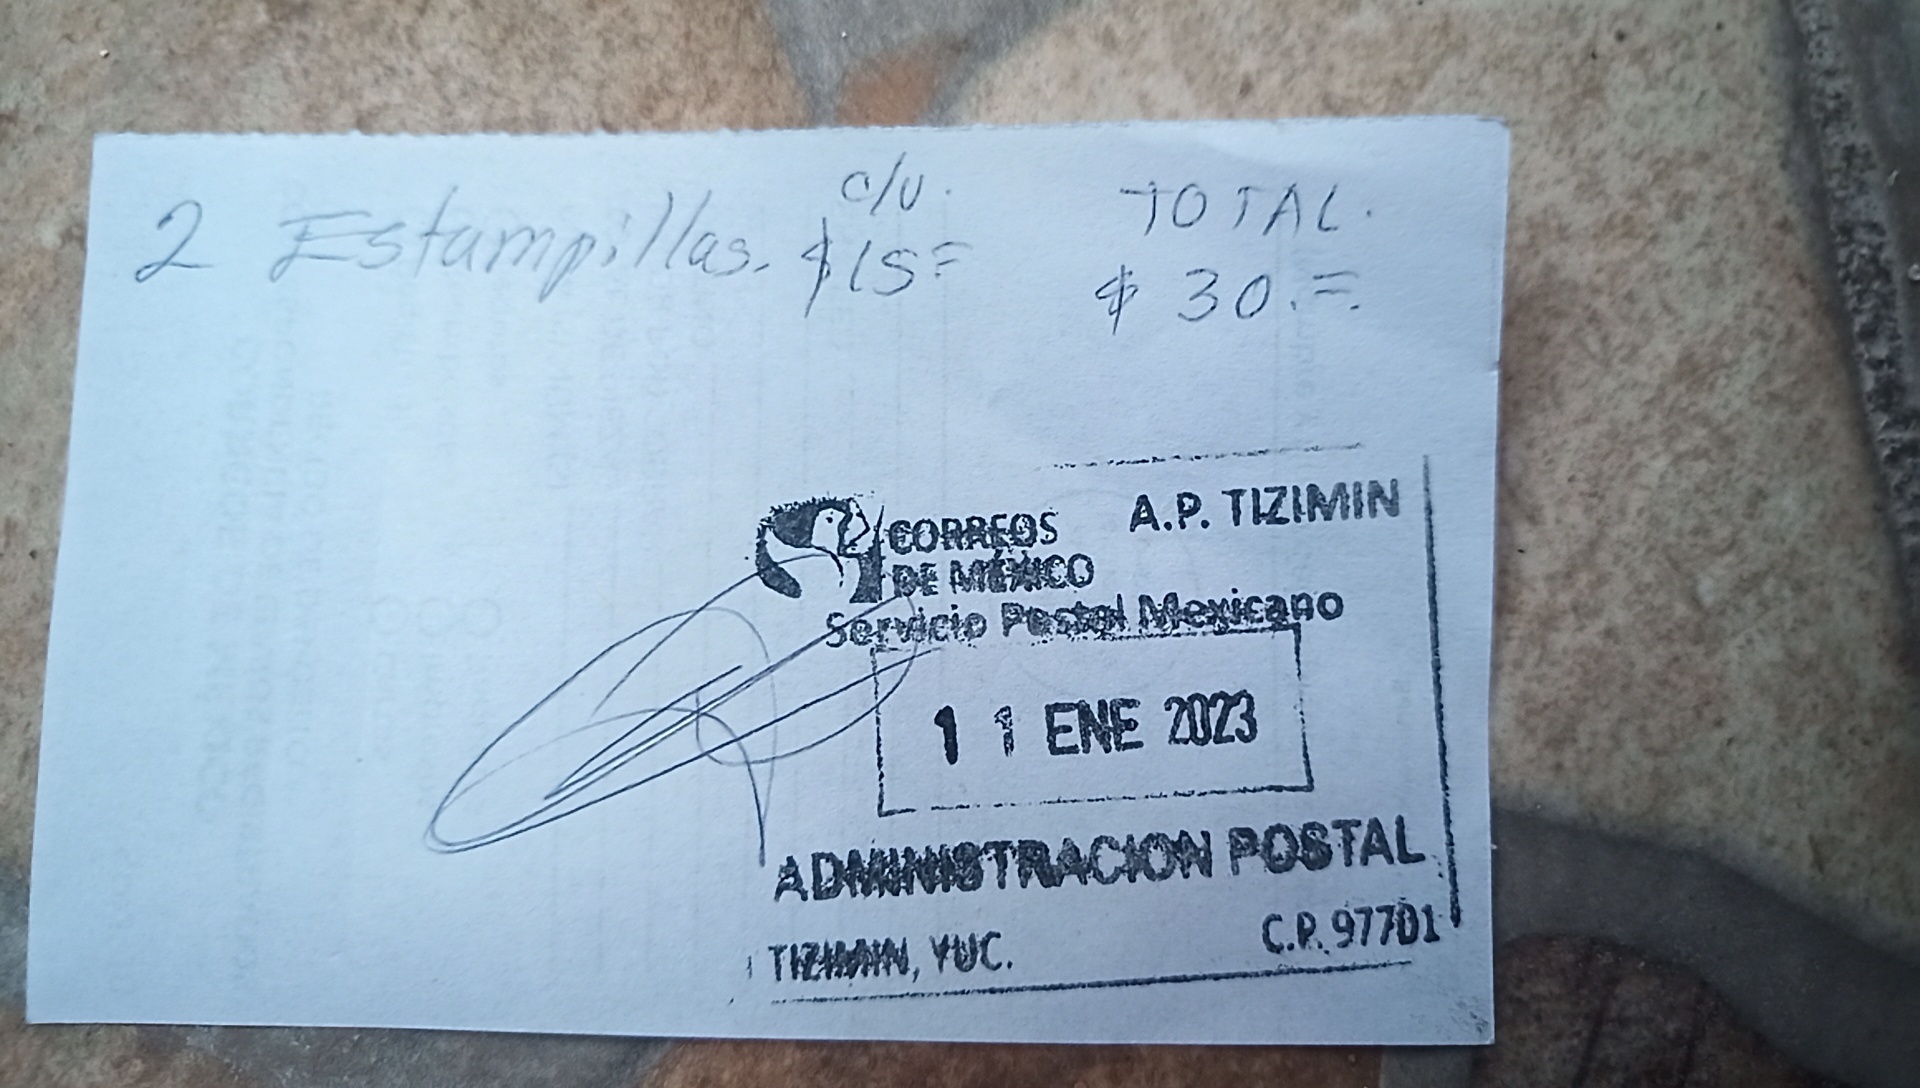 c/u. TOTAL.
2 Estampillas. $15= $30.=.
CORREOS A.P. TIZIMIN
DE MÉXICO
Servicio Postal Mexicano
11 ENE 2023
ADMINISTRACION POSTAL
TIZIMIN, YUC. C.P. 97701